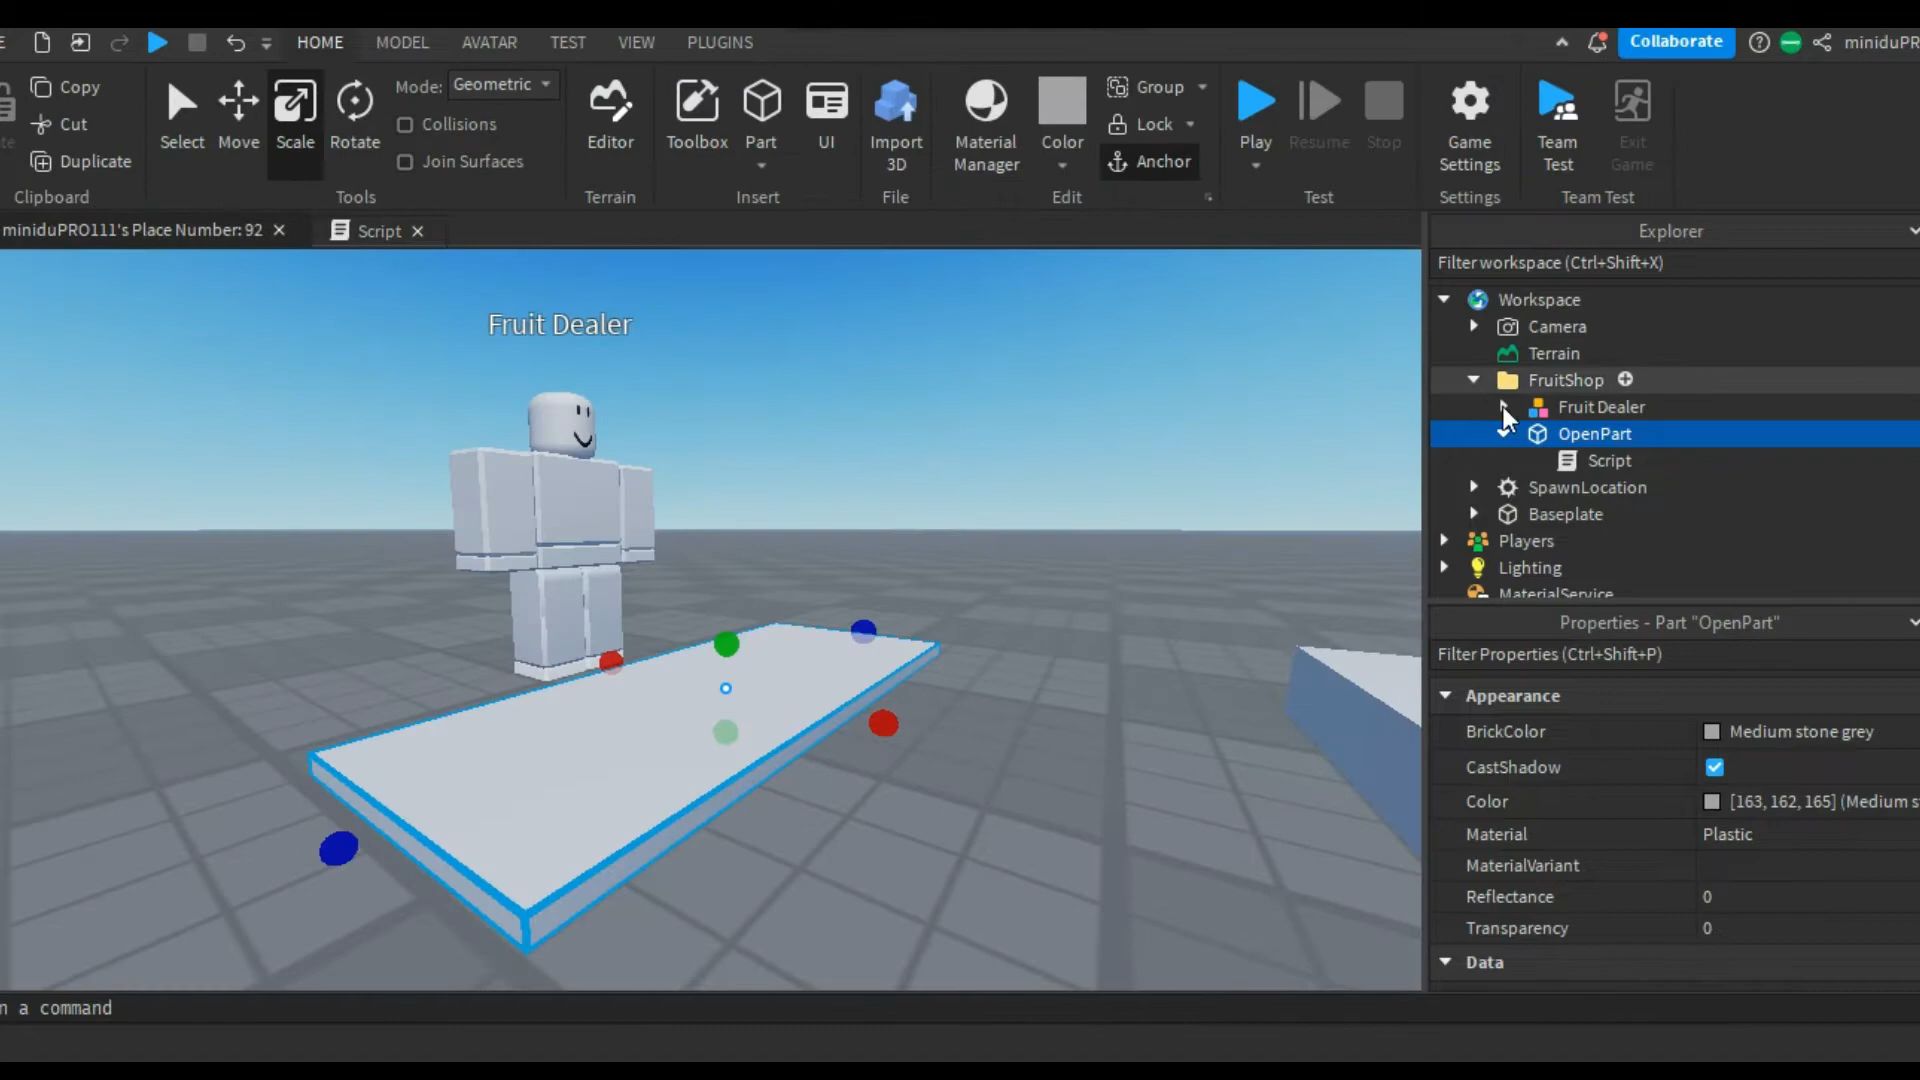 HOME MODEL AVATAR TEST VIEW PLUGINS Collaborate miniduPR
Copy
Cut
Duplicate
Clipboard
Select Move Scale Rotate
Mode: Geometric
Collisions
Join Surfaces
Tools
Editor
Terrain
Toolbox Part UI
Insert
Import
3D
File
Material
Manager
Color
Group
Lock
Anchor
Edit
Play Resume Stop
Test
Game
Settings
Settings
Team
Test
Exit
Game
Team Test
miniduPRO111's Place Number: 92
Script
Fruit Dealer
Explorer
Filter workspace (Ctrl+Shift+X)
Workspace
Camera
Terrain
FruitShop
Fruit Dealer
OpenPart
Script
SpawnLocation
Baseplate
Players
Lighting
MaterialService
Properties - Part "OpenPart"
Filter Properties (Ctrl+Shift+P)
Appearance
BrickColor Medium stone grey
CastShadow
Color [163, 162, 165] (Medium s
Material Plastic
MaterialVariant
Reflectance 0
Transparency 0
Data
n a command